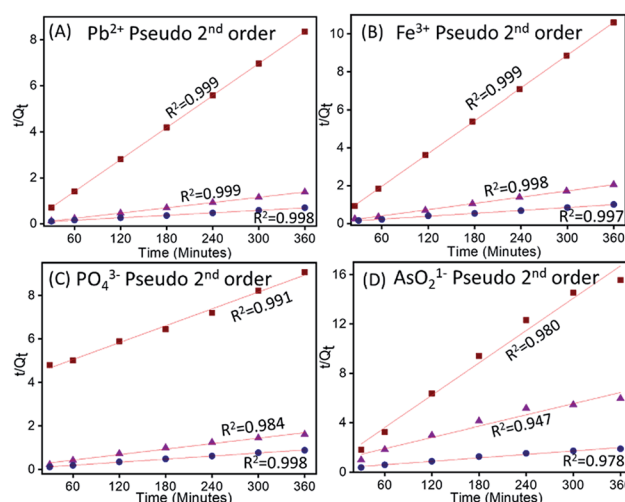 (A) Pb²⁺ Pseudo 2ⁿᵈ order
t/Qt
8
6
4
2
0
R²=0.999
R²=0.999
R²=0.998
60 120 180 240 300 360
Time (Minutes)
(B) Fe³⁺ Pseudo 2ⁿᵈ order
t/Qt
10
8
6
4
2
0
R²=0.999
R²=0.998
R²=0.997
60 120 180 240 300 360
Time (Minutes)
(C) PO₄³⁻ Pseudo 2ⁿᵈ order
t/Qt
8
6
4
2
0
R²=0.991
R²=0.984
R²=0.998
60 120 180 240 300 360
Time (Minutes)
(D) AsO₂¹⁻ Pseudo 2ⁿᵈ order
t/Qt
16
12
8
4
0
R²=0.980
R²=0.947
R²=0.978
60 120 180 240 300 360
Time (Minutes)